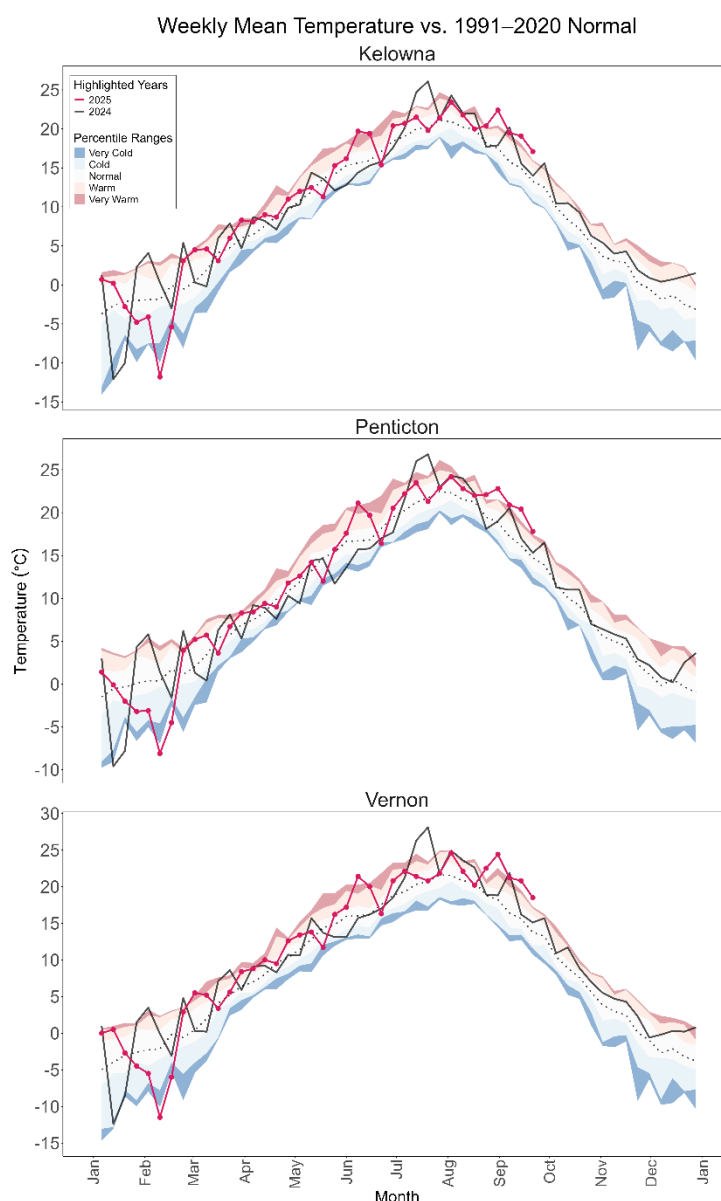 Weekly Mean Temperature vs. 1991–2020 Normal
Kelowna
Highlighted Years
2025
2024
Percentile Ranges
Very Cold
Cold
Normal
Warm
Very Warm
25
20
15
10
5
0
-5
-10
-15
Penticton
25
20
15
10
5
0
-5
-10
Temperature (°C)
Vernon
30
25
20
15
10
5
0
-5
-10
-15
Jan
Feb
Mar
Apr
May
Jun
Jul
Aug
Sep
Oct
Nov
Dec
Jan
Month